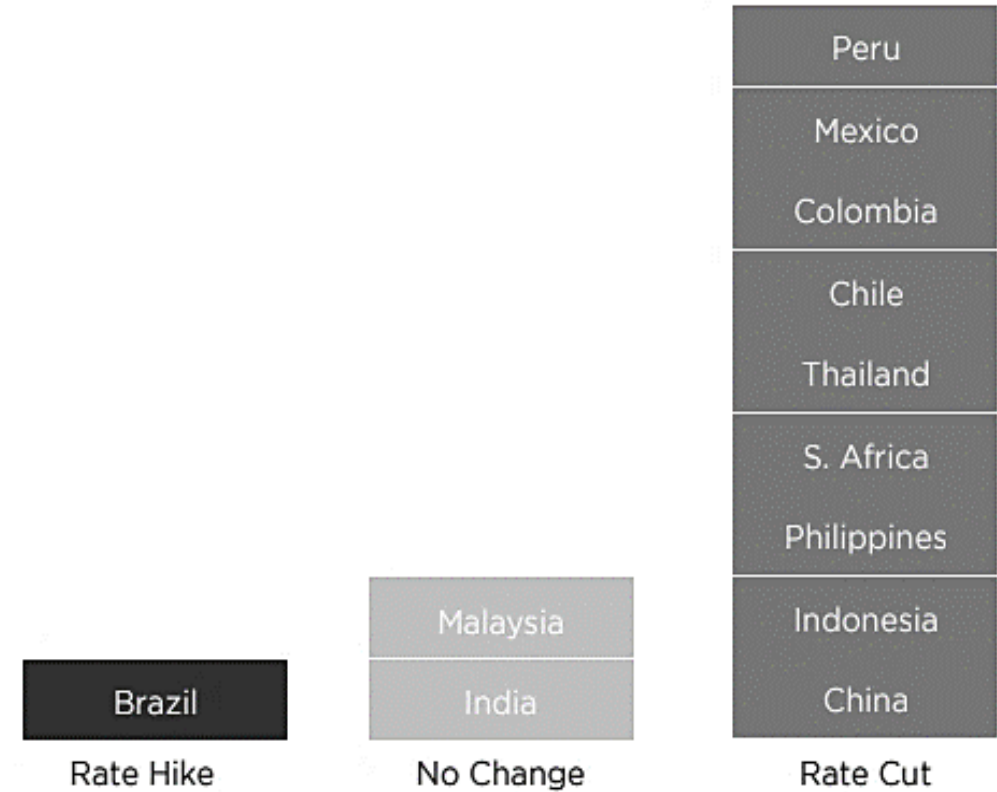 Peru
Mexico
Colombia
Chile
Thailand
S. Africa
Philippines
Malaysia
Indonesia
Brazil
India
China
Rate Hike
No Change
Rate Cut